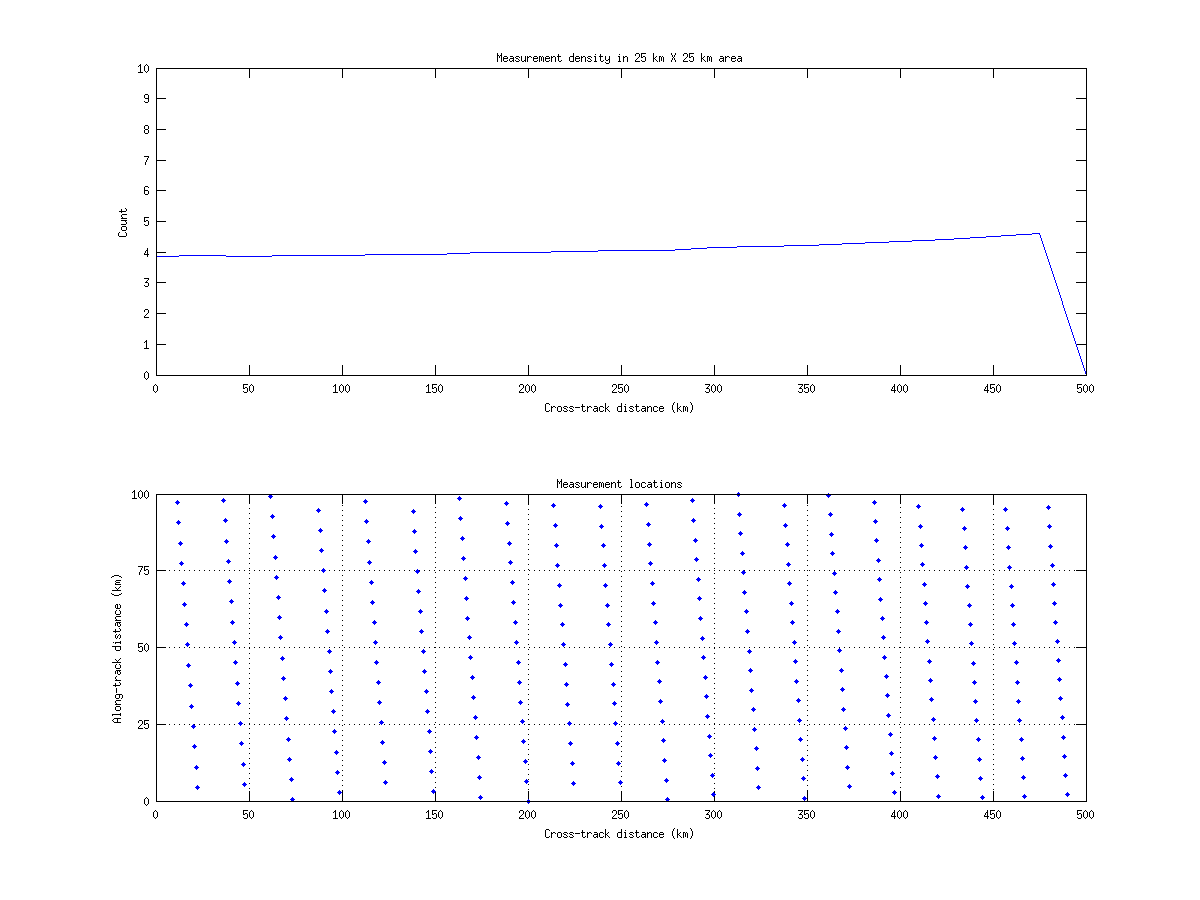 Measurement density in 25 km X 25 km area
10
9
8
7
6
5
4
3
2
1
0
Count
0 50 100 150 200 250 300 350 400 450 500
Cross-track distance (km)
Measurement locations
100
75
50
25
0
Along-track distance (km)
0 50 100 150 200 250 300 350 400 450 500
Cross-track distance (km)